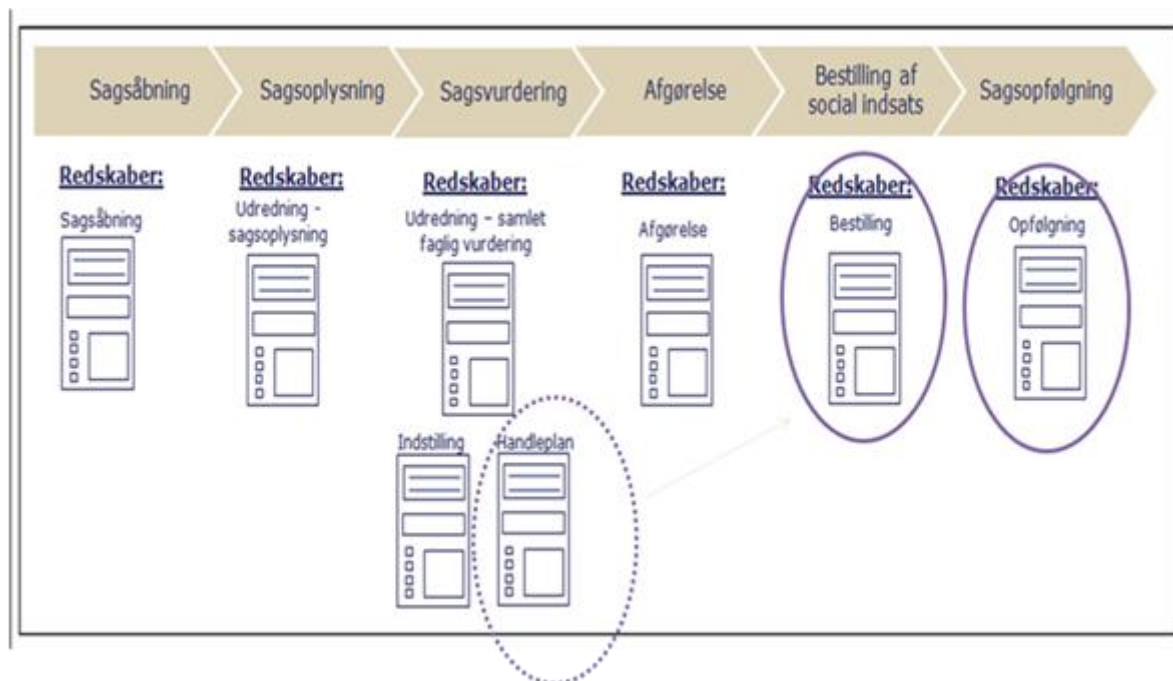 Sagsåbning
Sagsoplysning
Sagsvurdering
Afgørelse
Bestilling af
social indsats
Sagsopfølgning
Redskaber:
Sagsåbning
Redskaber:
Udredning -
sagsoplysning
Redskaber:
Udredning – samlet
faglig vurdering
Indstilling
Handleplan
Redskaber:
Afgørelse
Redskaber:
Bestilling
Redskaber:
Opfølgning